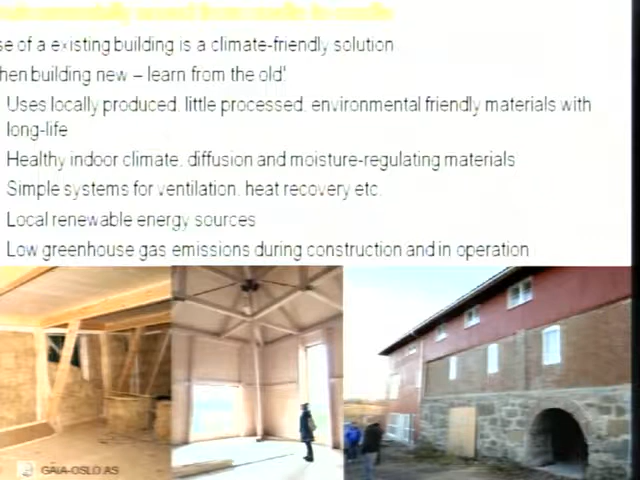 se of a existing building is a climate-friendly solution
hen building new – learn from the old'
Uses locally produced, little processed, environmental friendly materials with
long-life
Healthy indoor climate, diffusion and moisture-regulating materials
Simple systems for ventilation, heat recovery etc.
Local renewable energy sources
Low greenhouse gas emissions during construction and in operation
GAIA-OSLO AS